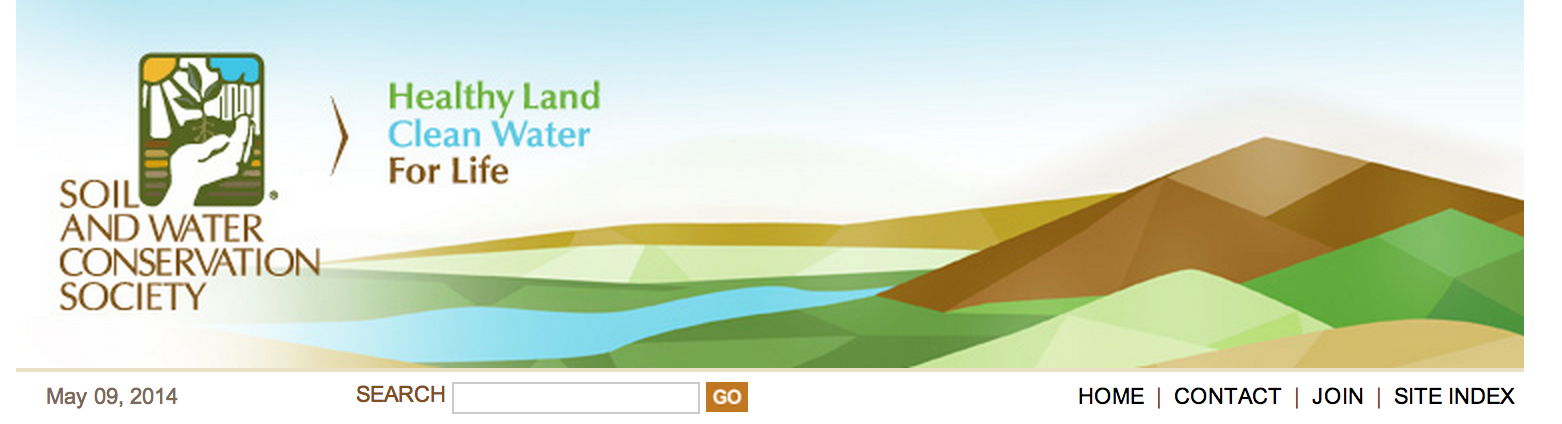 SOIL
AND WATER
CONSERVATION
SOCIETY
®
Healthy Land
Clean Water
For Life
May 09, 2014
SEARCH GO
HOME | CONTACT | JOIN | SITE INDEX